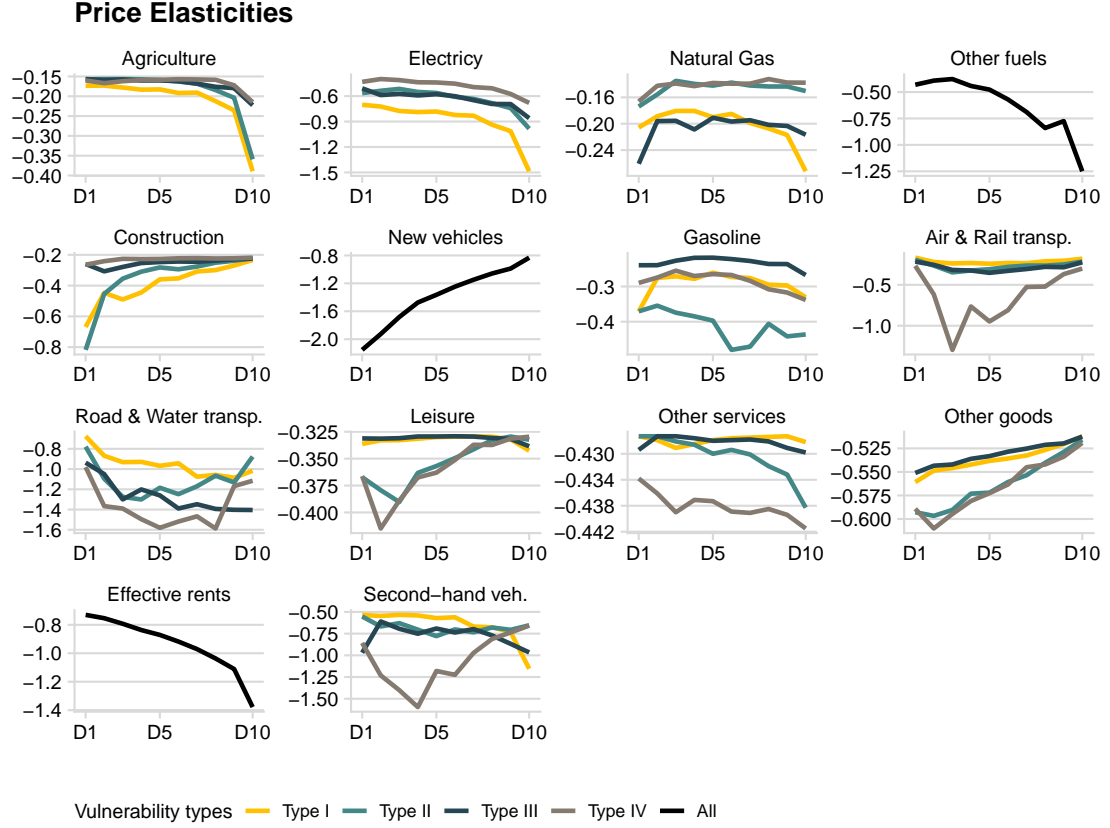 Price Elasticities
Agriculture
−0.15
−0.20
−0.25
−0.30
−0.35
−0.40
D1 D5 D10
Electricy
−0.6
−0.9
−1.2
−1.5
D1 D5 D10
Natural Gas
−0.16
−0.20
−0.24
D1 D5 D10
Other fuels
−0.50
−0.75
−1.00
−1.25
D1 D5 D10
Construction
−0.2
−0.4
−0.6
−0.8
D1 D5 D10
New vehicles
−0.8
−1.2
−1.6
−2.0
D1 D5 D10
Gasoline
−0.3
−0.4
D1 D5 D10
Air & Rail transp.
−0.5
−1.0
D1 D5 D10
Road & Water transp.
−0.8
−1.0
−1.2
−1.4
−1.6
D1 D5 D10
Leisure
−0.325
−0.350
−0.375
−0.400
D1 D5 D10
Other services
−0.430
−0.434
−0.438
−0.442
D1 D5 D10
Other goods
−0.525
−0.550
−0.575
−0.600
D1 D5 D10
Effective rents
−0.8
−1.0
−1.2
−1.4
D1 D5 D10
Second−hand veh.
−0.50
−0.75
−1.00
−1.25
−1.50
D1 D5 D10
Vulnerability types Type I Type II Type III Type IV All